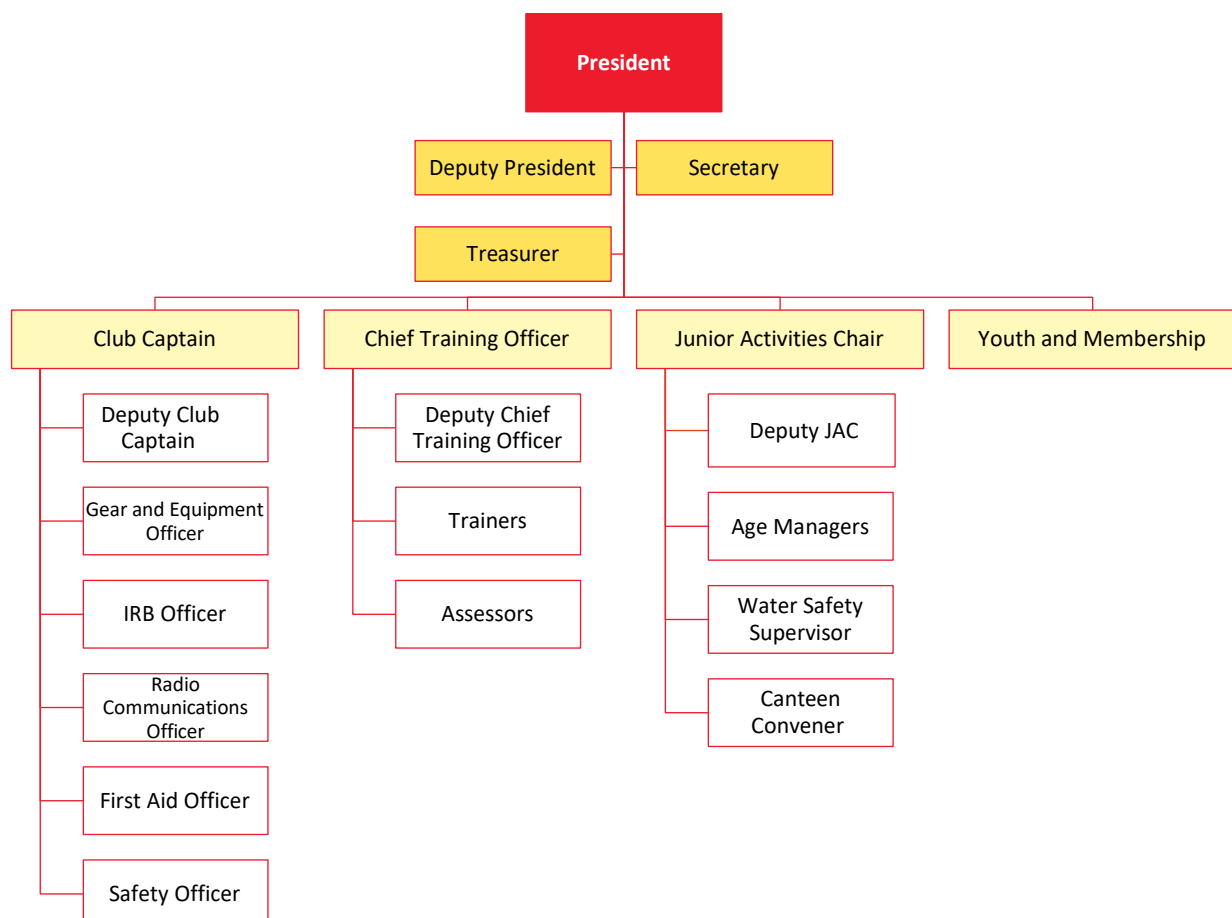 President
Deputy President
Secretary
Treasurer
Club Captain
Chief Training Officer
Junior Activities Chair
Youth and Membership
Deputy Club
Captain
Gear and Equipment
Officer
IRB Officer
Radio
Communications
Officer
First Aid Officer
Safety Officer
Deputy Chief
Training Officer
Trainers
Assessors
Deputy JAC
Age Managers
Water Safety
Supervisor
Canteen
Convener